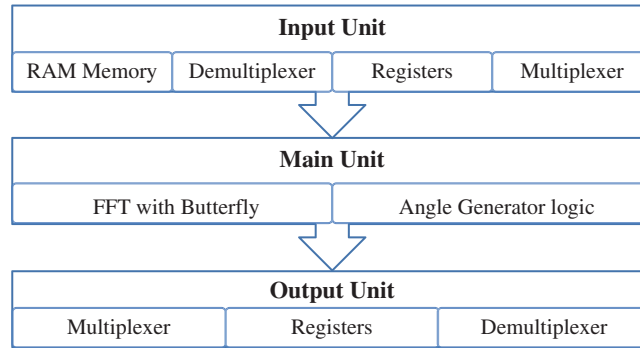 Input Unit
RAM Memory Demultiplexer Registers Multiplexer
Main Unit
FFT with Butterfly Angle Generator logic
Output Unit
Multiplexer Registers Demultiplexer